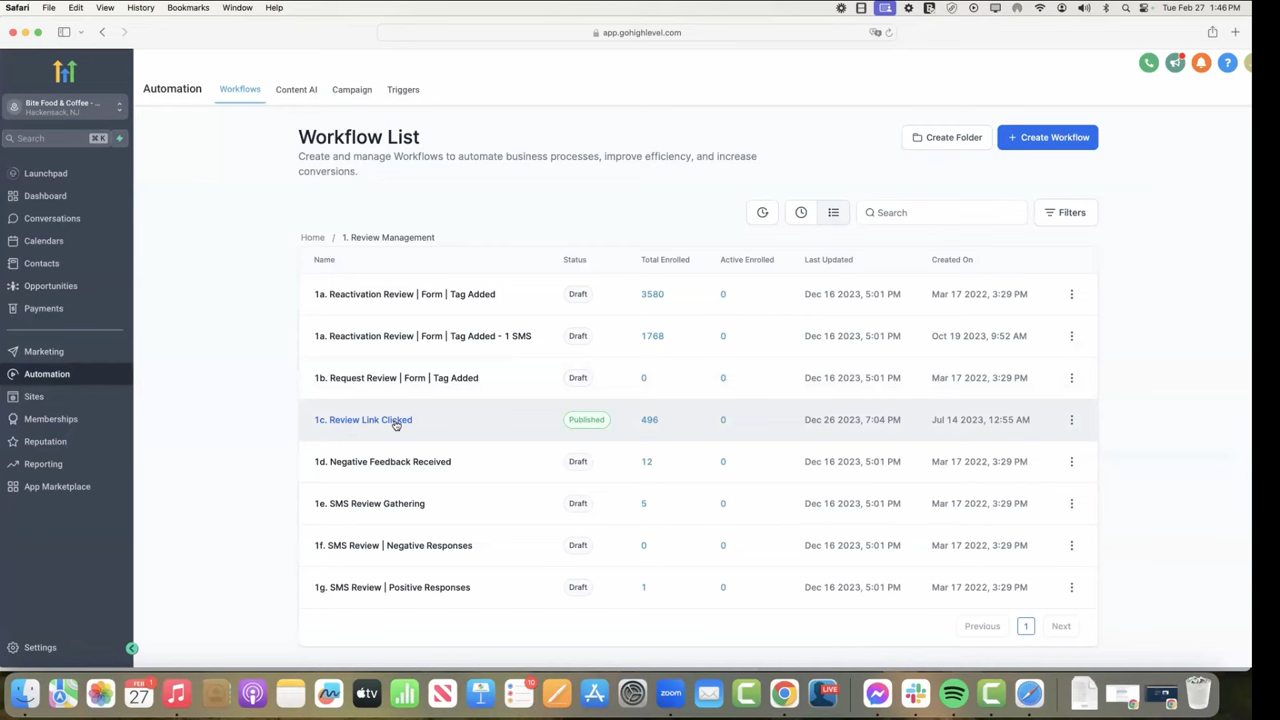 Safari File Edit View History Bookmarks Window Help Tue Feb 27 1:46 PM
app.gohighlevel.com
Bite Food & Coffee - ...
Hackensack, NJ
Search ⌘ K
Launchpad
Dashboard
Conversations
Calendars
Contacts
Opportunities
Payments
Marketing
Automation
Sites
Memberships
Reputation
Reporting
App Marketplace
Settings
Automation Workflows Content AI Campaign Triggers
Workflow List
Create and manage Workflows to automate business processes, improve efficiency, and increase
conversions.
Create Folder + Create Workflow
Search Filters
Home / 1. Review Management
Name Status Total Enrolled Active Enrolled Last Updated Created On
1a. Reactivation Review | Form | Tag Added Draft 3580 0 Dec 16 2023, 5:01 PM Mar 17 2022, 3:29 PM
1a. Reactivation Review | Form | Tag Added - 1 SMS Draft 1768 0 Dec 16 2023, 5:01 PM Oct 19 2023, 9:52 AM
1b. Request Review | Form | Tag Added Draft 0 0 Dec 16 2023, 5:01 PM Mar 17 2022, 3:29 PM
1c. Review Link Clicked Published 496 0 Dec 26 2023, 7:04 PM Jul 14 2023, 12:55 AM
1d. Negative Feedback Received Draft 12 0 Dec 16 2023, 5:01 PM Mar 17 2022, 3:29 PM
1e. SMS Review Gathering Draft 5 0 Dec 16 2023, 5:01 PM Mar 17 2022, 3:29 PM
1f. SMS Review | Negative Responses Draft 0 0 Dec 16 2023, 5:01 PM Mar 17 2022, 3:29 PM
1g. SMS Review | Positive Responses Draft 1 0 Dec 16 2023, 5:01 PM Mar 17 2022, 3:29 PM
Previous 1 Next
FEB 1
27
tv
10
zoom
LIVE